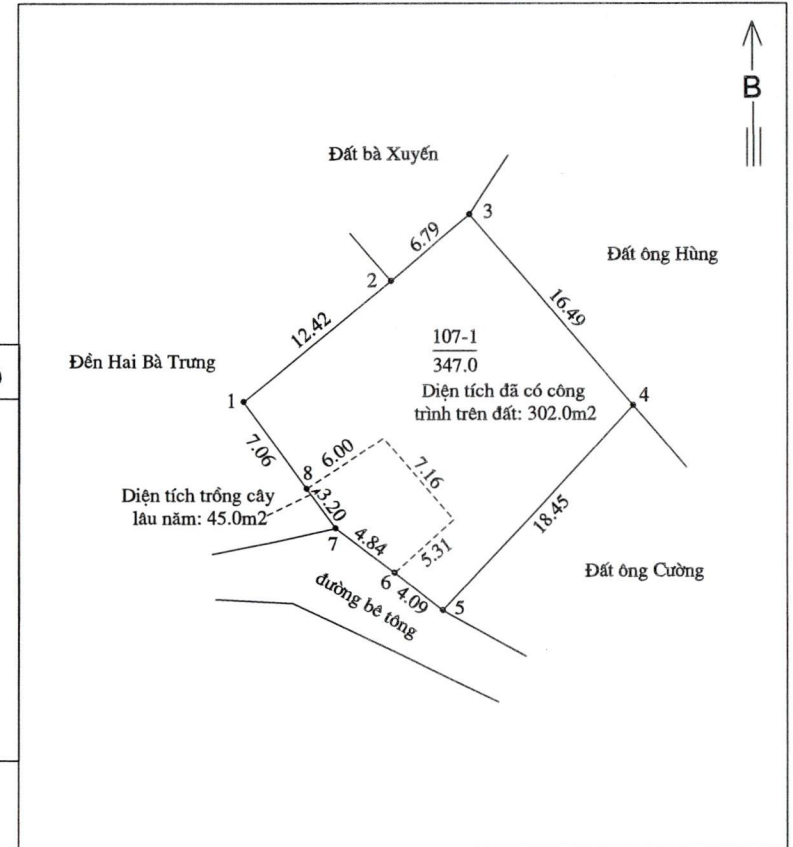 B
Đất bà Xuyến
3
6.79
Đất ông Hùng
2
16.49
12.42
107-1
347.0
Đền Hai Bà Trưng
Diện tích đã có công
trình trên đất: 302.0m2
4
1
7.06
6.00
7.16
8
Diện tích trồng cây
lâu năm: 45.0m2
3.20
18.45
7
4.84
5.31
Đất ông Cường
6
4.09
5
đường bê tông